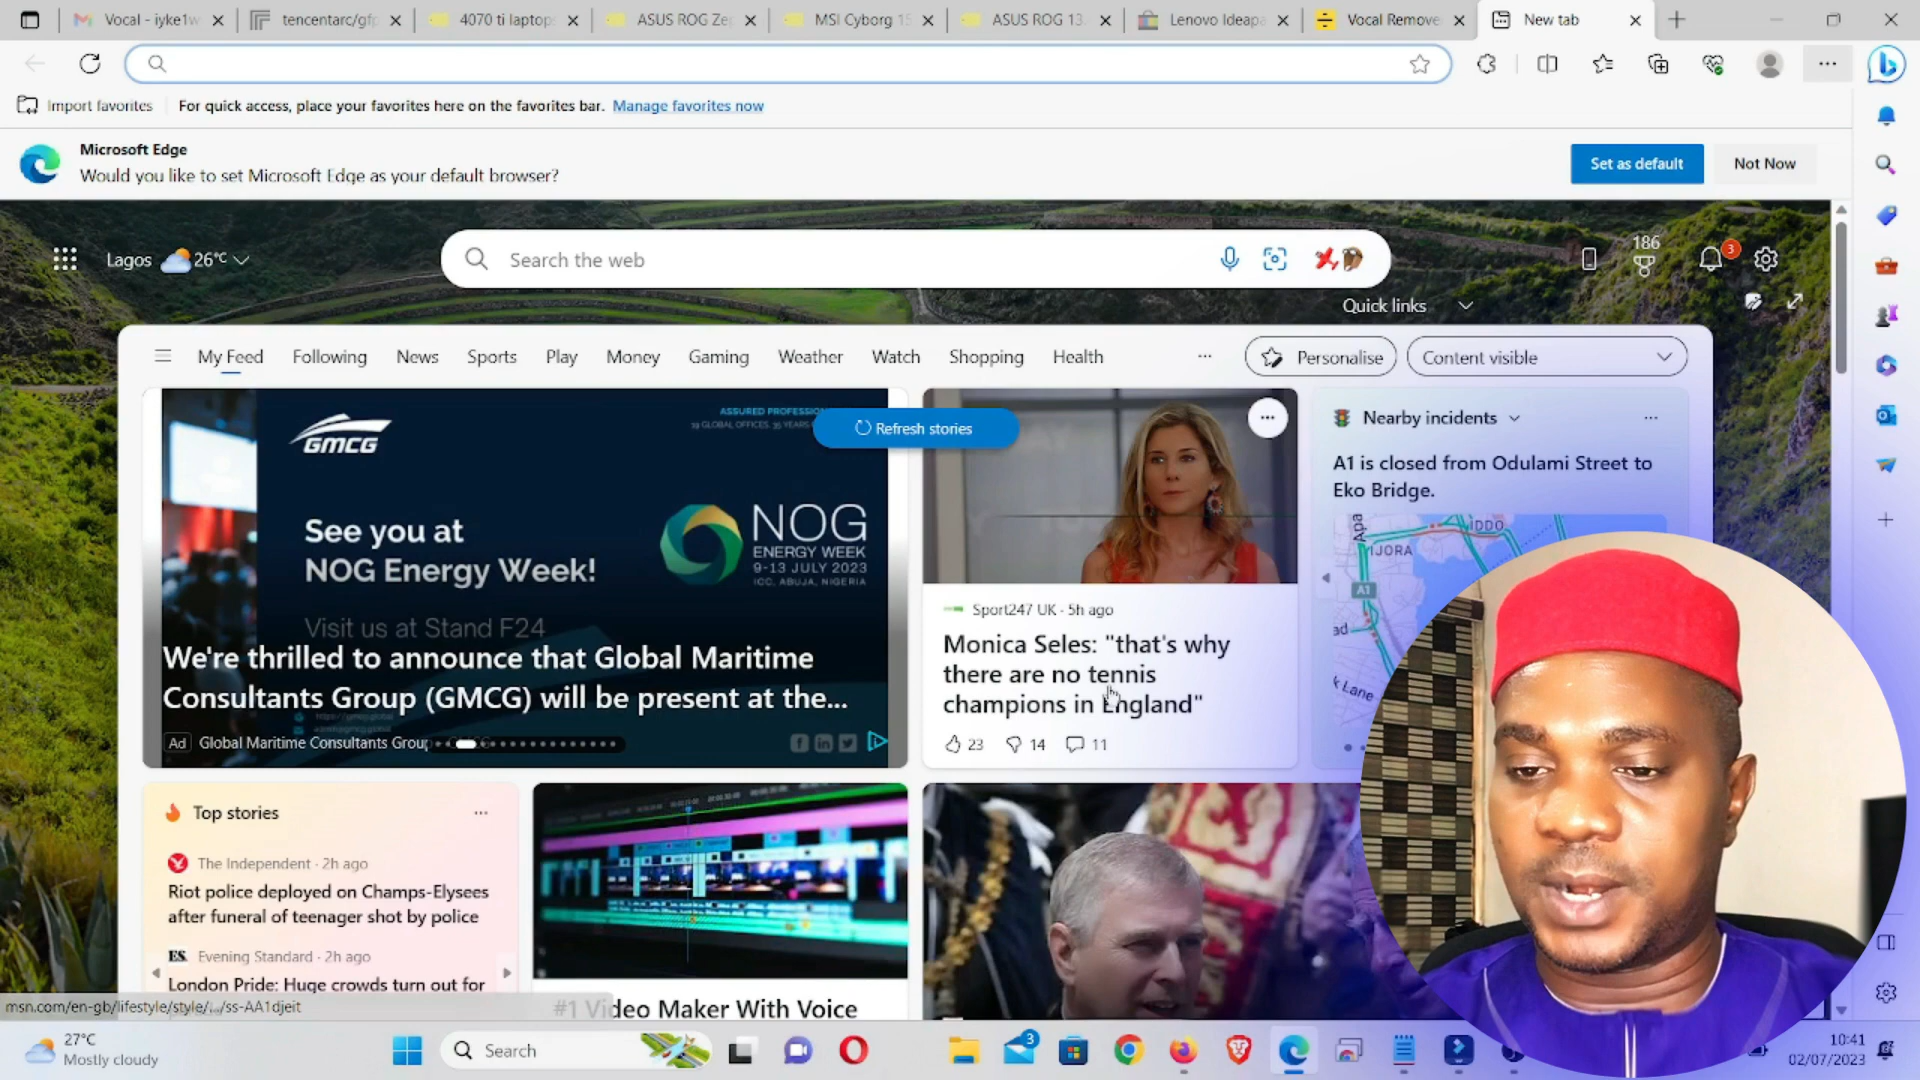 Vocal - iyke1w
tencentarc/gfp
4070 ti laptop
ASUS ROG Ze
MSI Cyborg 15
ASUS ROG 13.
Lenovo Ideapa
Vocal Remove
New tab
Import favorites
For quick access, place your favorites here on the favorites bar. Manage favorites now
Microsoft Edge
Would you like to set Microsoft Edge as your default browser?
Set as default
Not Now
Lagos 26°C
Search the web
186
3
Quick links
My Feed
Following
News
Sports
Play
Money
Gaming
Weather
Watch
Shopping
Health
Personalise
Content visible
GMCG
ASSURED PROFESSIO
Refresh stories
See you at
NOG Energy Week!
NOG
ENERGY WEEK
9-13 JULY 2023
ICC, ABUJA, NIGERIA
Visit us at Stand F24
We're thrilled to announce that Global Maritime
Consultants Group (GMCG) will be present at the...
Ad Global Maritime Consultants Group
Sport247 UK · 5h ago
Monica Seles: "that's why
there are no tennis
champions in England"
23
14
11
Nearby incidents
A1 is closed from Odulami Street to
Eko Bridge.
Apa
IDDO
IJORA
A1
ad
k Lane
Top stories
The Independent · 2h ago
Riot police deployed on Champs-Elysees
after funeral of teenager shot by police
ES Evening Standard · 2h ago
London Pride: Huge crowds turn out for
#1 Video Maker With Voice
msn.com/en-gb/lifestyle/style/.../ss-AA1djeit
27°C
Mostly cloudy
Search
3
10:41
02/07/2023